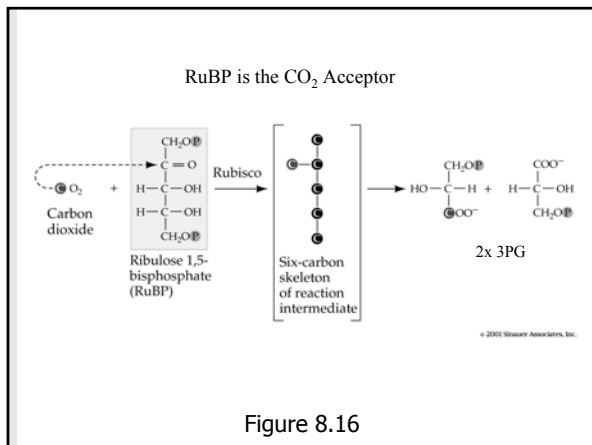 RuBP is the CO₂ Acceptor
C O₂
Carbon
dioxide
+
CH₂OP
C=O
H—C—OH
H—C—OH
CH₂OP
Ribulose 1,5-
bisphosphate
(RuBP)
Rubisco
C
C—C
C
C
C
Six-carbon
skeleton
of reaction
intermediate
CH₂OP
HO—C—H
COO⁻
+
COO⁻
H—C—OH
CH₂OP
2x 3PG
© 2001 Sinauer Associates, Inc.
Figure 8.16